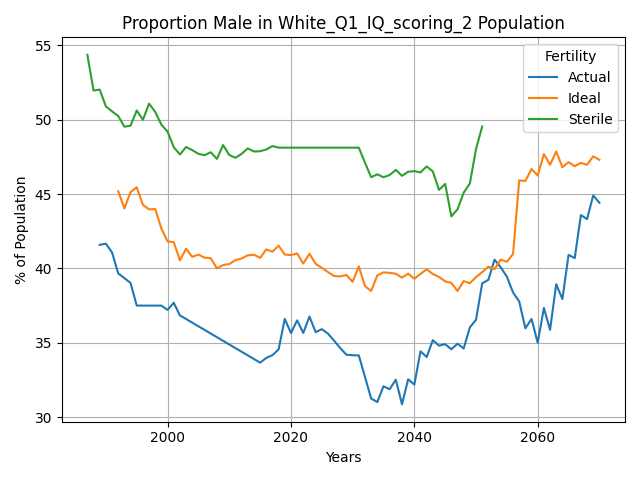 Proportion Male in White_Q1_IQ_scoring_2 Population
% of Population
55
50
45
40
35
30
Fertility
Actual
Ideal
Sterile
2000
2020
2040
2060
Years